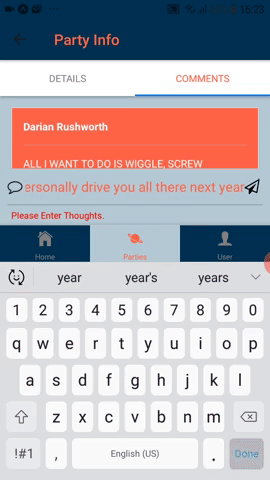 16:23
Party Info
DETAILS
COMMENTS
Darian Rushworth
ALL I WANT TO DO IS WIGGLE, SCREW
ersonally drive you all there next year
Please Enter Thoughts.
Home
Parties
User
year
year's
years
1 2 3 4 5 6 7 8 9 0
q w e r t y u i o p
a s d f g h j k l
z x c v b n m
!#1 , English (US) . Done